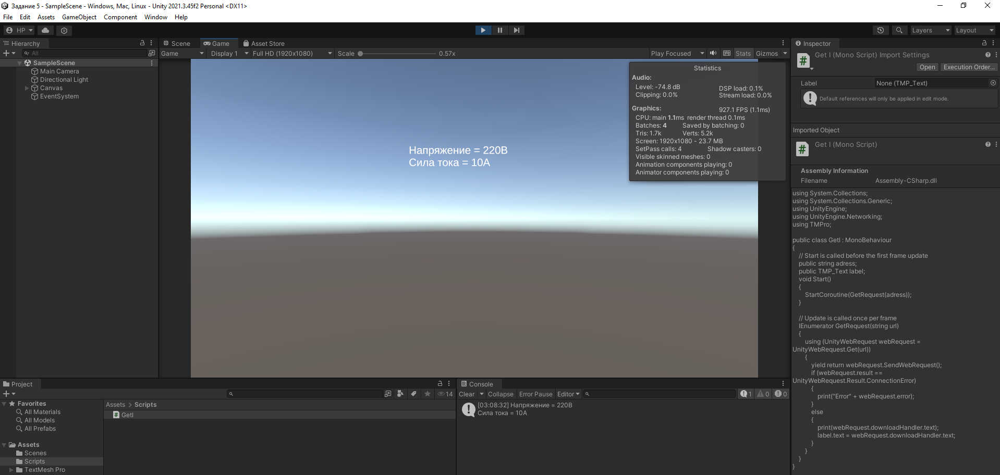 Задание 5 - SampleScene - Windows, Mac, Linux - Unity 2021.3.45f2 Personal <DX11>
File Edit Assets GameObject Component Window Help
HP
Layers
Layout
Hierarchy
All
SampleScene
Main Camera
Directional Light
Canvas
EventSystem
Scene
Game
Asset Store
Game
Display 1
Full HD (1920x1080)
Scale
0.57x
Play Focused
Stats
Gizmos
Напряжение = 220В
Сила тока = 10А
Statistics
Audio:
Level: -74.8 dB
DSP load: 0.1%
Clipping: 0.0%
Stream load: 0.0%
Graphics:
927.1 FPS (1.1ms)
CPU: main 1.1ms render thread 0.1ms
Batches: 4
Saved by batching: 0
Tris: 1.7k
Verts: 5.2k
Screen: 1920x1080 - 23.7 MB
SetPass calls: 4
Shadow casters: 0
Visible skinned meshes: 0
Animation components playing: 0
Animator components playing: 0
Inspector
Get I (Mono Script) Import Settings
Open
Execution Order...
Label
None (TMP_Text)
Default references will only be applied in edit mode.
Imported Object
Get I (Mono Script)
Assembly Information
Filename
Assembly-CSharp.dll
using System.Collections;
using System.Collections.Generic;
using UnityEngine;
using UnityEngine.Networking;
using TMPro;
public class GetI : MonoBehaviour
{
// Start is called before the first frame update
public string adress;
public TMP_Text label;
void Start()
{
StartCoroutine(GetRequest(adress));
}
// Update is called once per frame
IEnumerator GetRequest(string url)
{
using (UnityWebRequest webRequest =
UnityWebRequest.Get(url))
{
yield return webRequest.SendWebRequest();
if (webRequest.result ==
UnityWebRequest.Result.ConnectionError)
{
print("Error" + webRequest.error);
}
else
{
print(webRequest.downloadHandler.text);
label.text = webRequest.downloadHandler.text;
}
}
}
}
Project
14
Favorites
All Materials
All Models
All Prefabs
Assets
Scenes
Scripts
TextMesh Pro
Assets > Scripts
GetI
Console
Clear
Collapse
Error Pause
Editor
1
0
0
[03:08:32] Напряжение = 220В
Сила тока = 10А